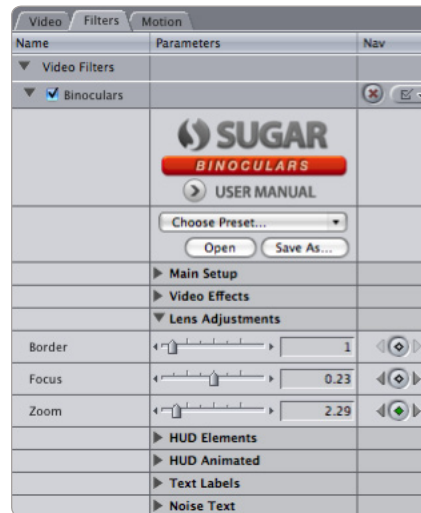 Video Filters Motion
Name Parameters Nav
Video Filters
Binoculars
SUGAR
BINOCULARS
USER MANUAL
Choose Preset...
Open Save As...
Main Setup
Video Effects
Lens Adjustments
Border 1
Focus 0.23
Zoom 2.29
HUD Elements
HUD Animated
Text Labels
Noise Text